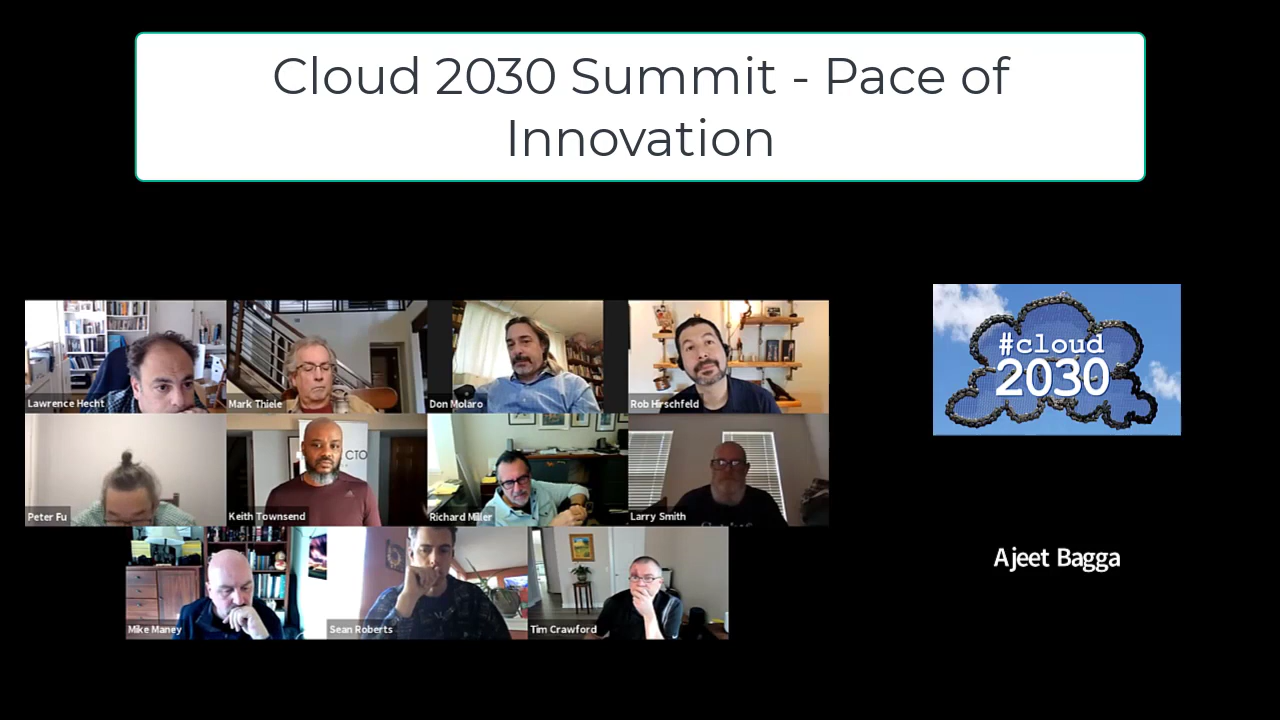 Cloud 2030 Summit - Pace of
Innovation
#cloud
2030
Lawrence Hecht
Mark Thiele
Don Molaro
Rob Hirschfeld
CTO
Peter Fu
Keith Townsend
Richard Miller
Larry Smith
Ajeet Bagga
Mike Maney
Sean Roberts
Tim Crawford